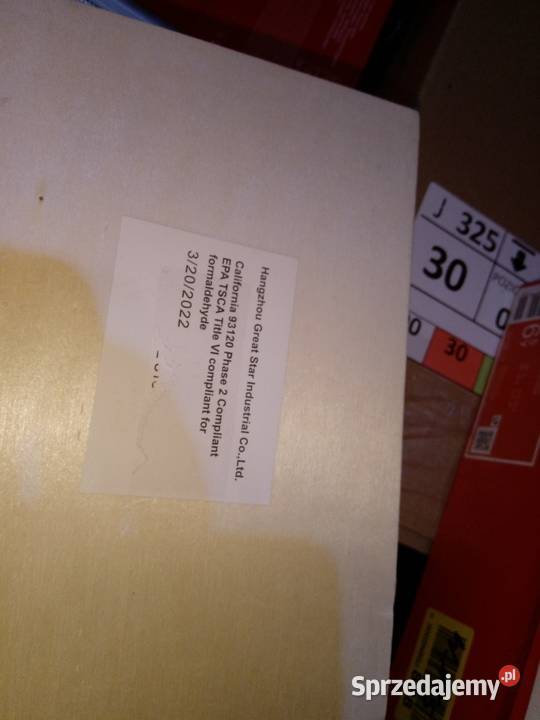 Hangzhou Great Star Industrial Co.,Ltd.
California 93120 Phase 2 Compliant
EPA TSCA Title VI compliant for
formaldehyde
3/20/2022
J 325
30
0
30
Sprzedajemy.pl